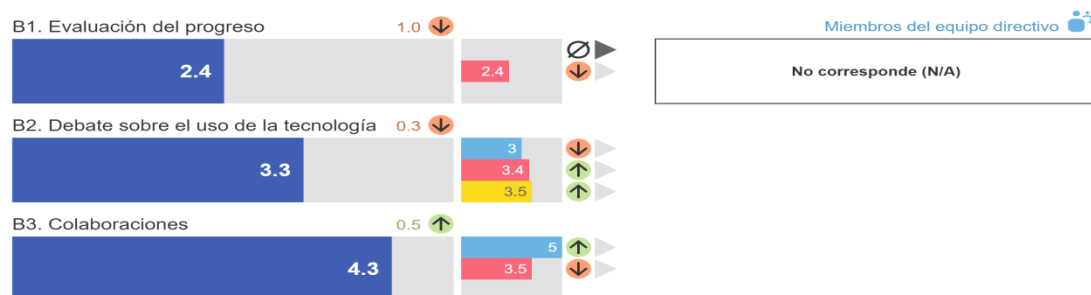 B1. Evaluación del progreso 1.0
2.4
2.4
Miembros del equipo directivo
No corresponde (N/A)
B2. Debate sobre el uso de la tecnología 0.3
3.3
3
3.4
3.5
B3. Colaboraciones 0.5
4.3
5
3.5